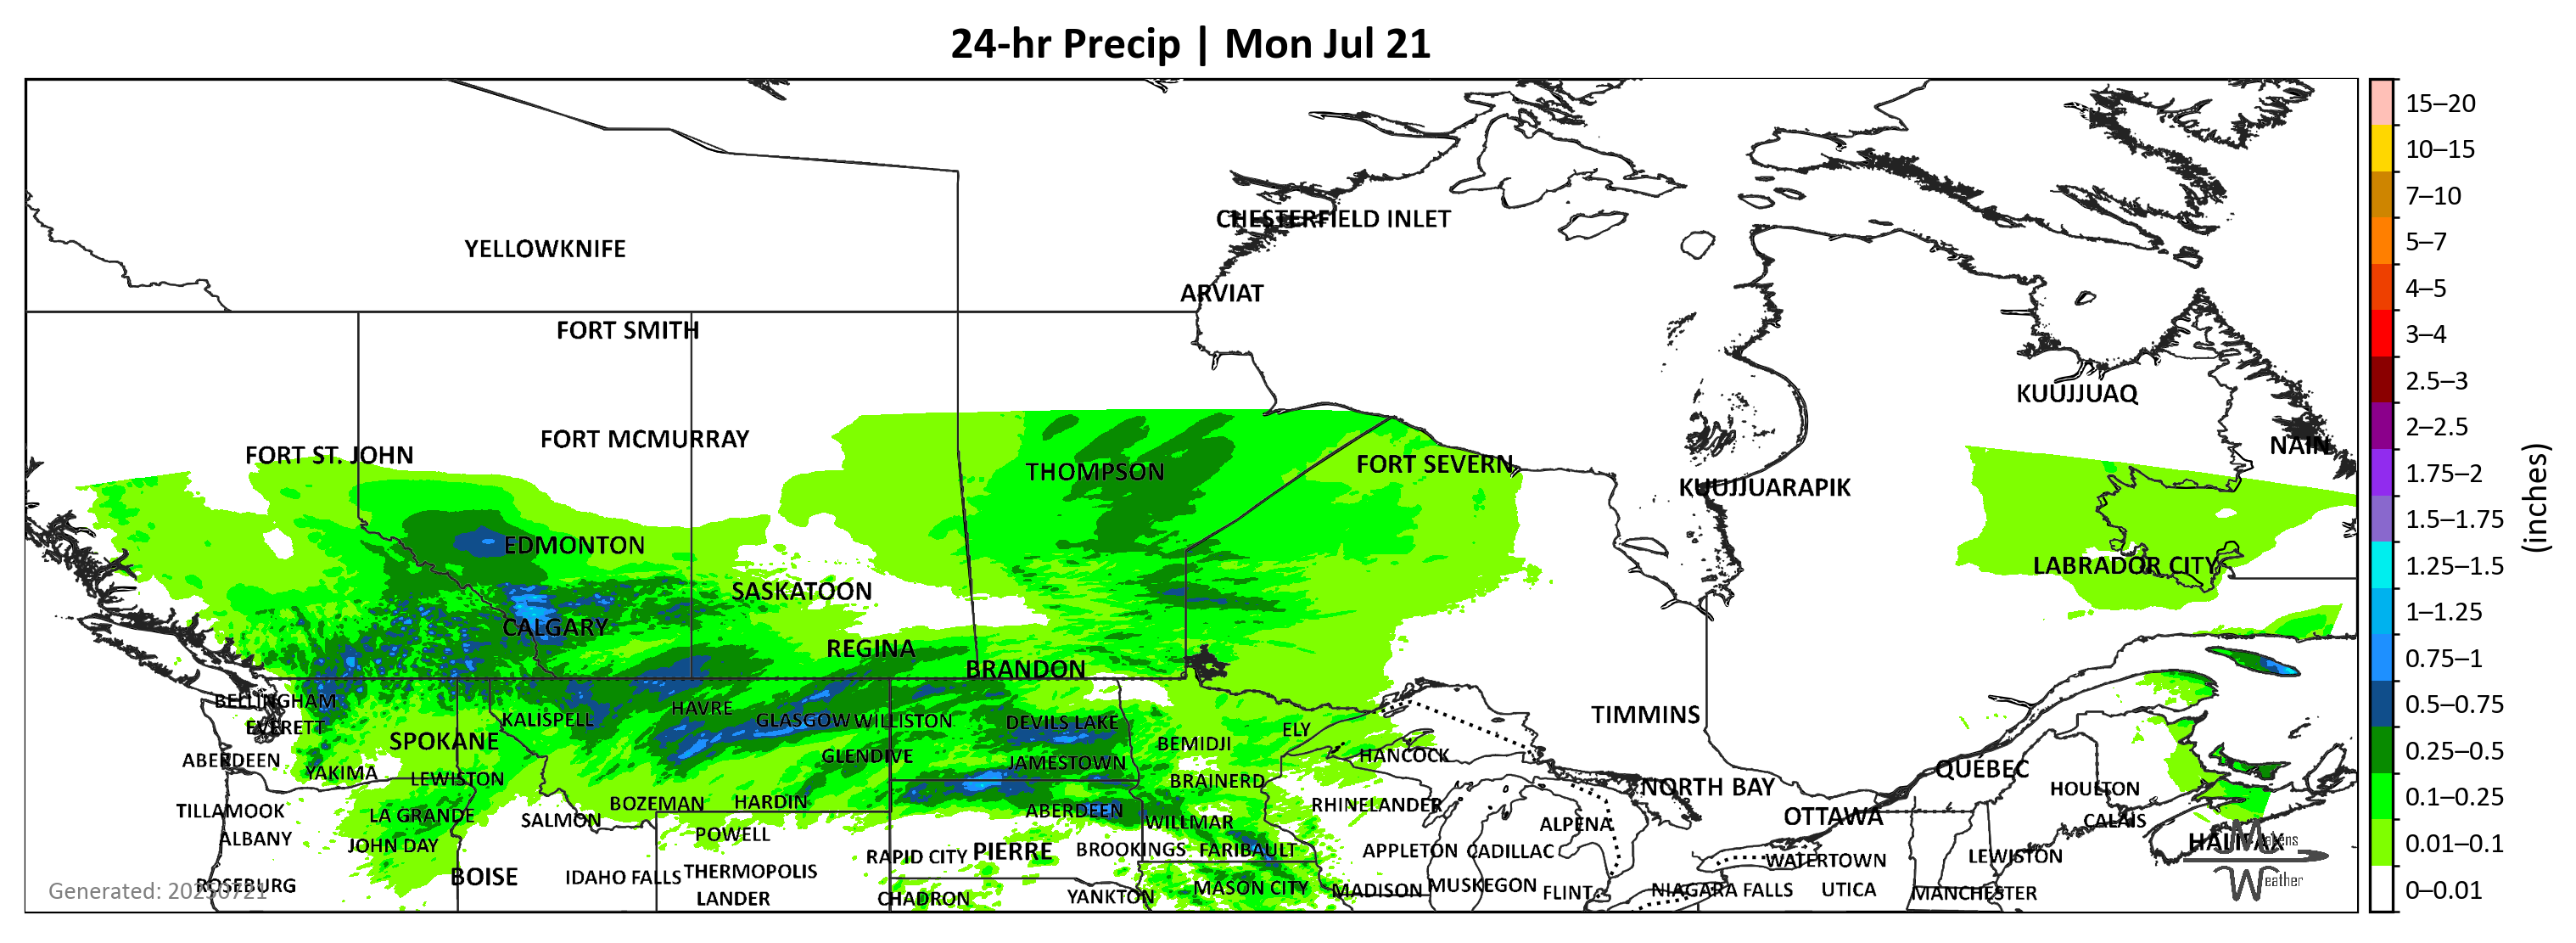 24-hr Precip | Mon Jul 21
CHESTERFIELD INLET
YELLOWKNIFE
ARVIAT
FORT SMITH
KUUJJUAQ
FORT MCMURRAY
NAIN
FORT ST. JOHN
THOMPSON
FORT SEVERN
KUUJJUARAPIK
EDMONTON
LABRADOR CITY
SASKATOON
CALGARY
REGINA
BRANDON
BELLINGHAM
HAVRE
KALISPELL
GLASGOW
WILLISTON
DEVILS LAKE
TIMMINS
EVERETT
ELY
SPOKANE
BEMIDJI
ABERDEEN
GLENDIVE
JAMESTOWN
HANCOCK
QUÉBEC
YAKIMA
LEWISTON
BRAINERD
NORTH BAY
HOULTON
TILLAMOOK
LA GRANDE
BOZEMAN
HARDIN
ABERDEEN
RHINELANDER
SALMON
WILLMAR
ALPENA
OTTAWA
CALAIS
ALBANY
JOHN DAY
POWELL
HALIFAX
RAPID CITY
PIERRE
BROOKINGS
FARIBAULT
APPLETON
CADILLAC
WATERTOWN
LEWISTON
ROSEBURG
BOISE
IDAHO FALLS
THERMOPOLIS
MASON CITY
MADISON
MUSKEGON
FLINT
NIAGARA FALLS
UTICA
MANCHESTER
LANDER
CHADRON
YANKTON
Generated: 20250721
Weather
15–20
10–15
7–10
5–7
4–5
3–4
2.5–3
2–2.5
1.75–2
1.5–1.75
1.25–1.5
1–1.25
0.75–1
0.5–0.75
0.25–0.5
0.1–0.25
0.01–0.1
0–0.01
(inches)